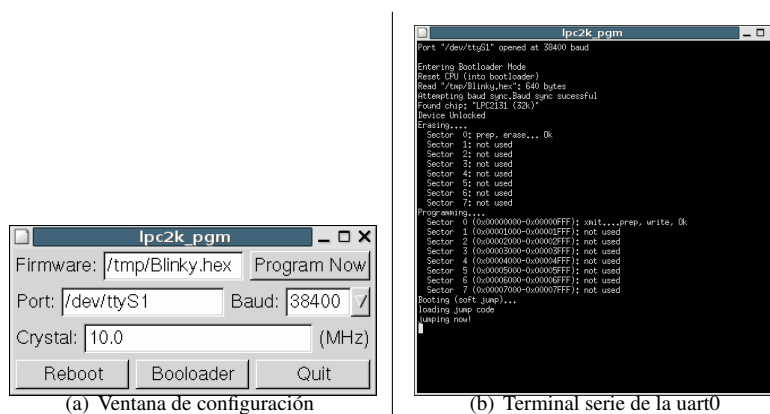 lpc2k_pgm
Firmware: /tmp/Blinky.hex Program Now
Port: /dev/ttyS1 Baud: 38400
Crystal: 10.0 (MHz)
Reboot Booloader Quit
(a) Ventana de configuración
lpc2k_pgm
Port "/dev/ttyS1" opened at 38400 baud
Entering Bootloader Mode
Reset CPU (into bootloader)
Read "/tmp/Blinky.hex": 640 bytes
Attempting baud sync.Baud sync sucessful
Found chip: "LPC2131 (32k)"
Device Unlocked
Erasing....
Sector 0: prep, erase... Ok
Sector 1: not used
Sector 2: not used
Sector 3: not used
Sector 4: not used
Sector 5: not used
Sector 6: not used
Sector 7: not used
Programming....
Sector 0 (0x00000000-0x00000FFF): xmit....prep, write, Ok
Sector 1 (0x00001000-0x00001FFF): not used
Sector 2 (0x00002000-0x00002FFF): not used
Sector 3 (0x00003000-0x00003FFF): not used
Sector 4 (0x00004000-0x00004FFF): not used
Sector 5 (0x00005000-0x00005FFF): not used
Sector 6 (0x00006000-0x00006FFF): not used
Sector 7 (0x00007000-0x00007FFF): not used
Booting (soft jump)...
loading jump code
jumping now!
(b) Terminal serie de la uart0